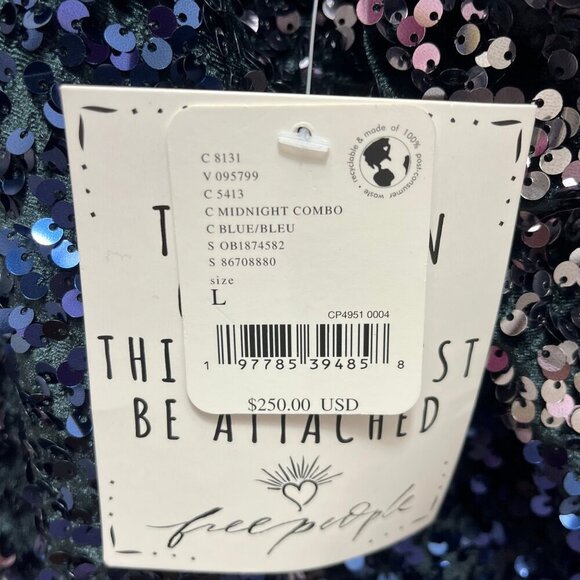 C 8131
V 095799
C 5413
C MIDNIGHT COMBO
C BLUE/BLEU
S OB1874582
S 86708880
size
L
recyclable & made of 100% post-consumer waste
CP4951 0004
1 97785 39485 8
$250.00 USD
BE ATTACHED
free people